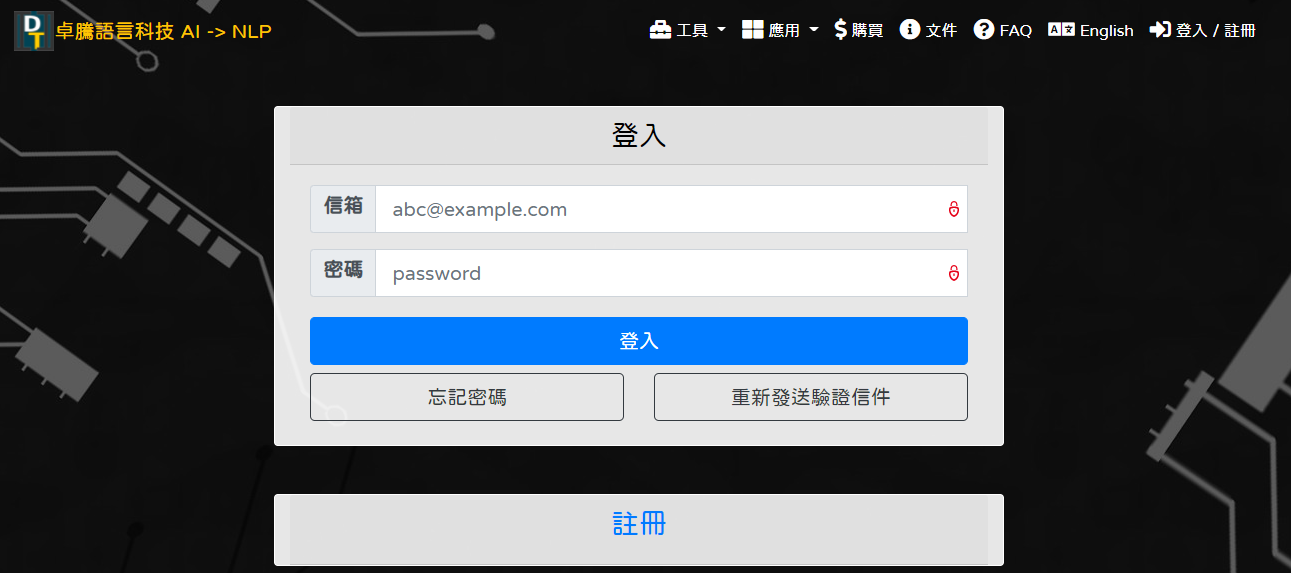 DT 卓騰語言科技 AI -> NLP
工具 應用 購買 文件 FAQ English 登入 / 註冊
登入
信箱 abc@example.com
密碼 password
登入
忘記密碼 重新發送驗證信件
註冊